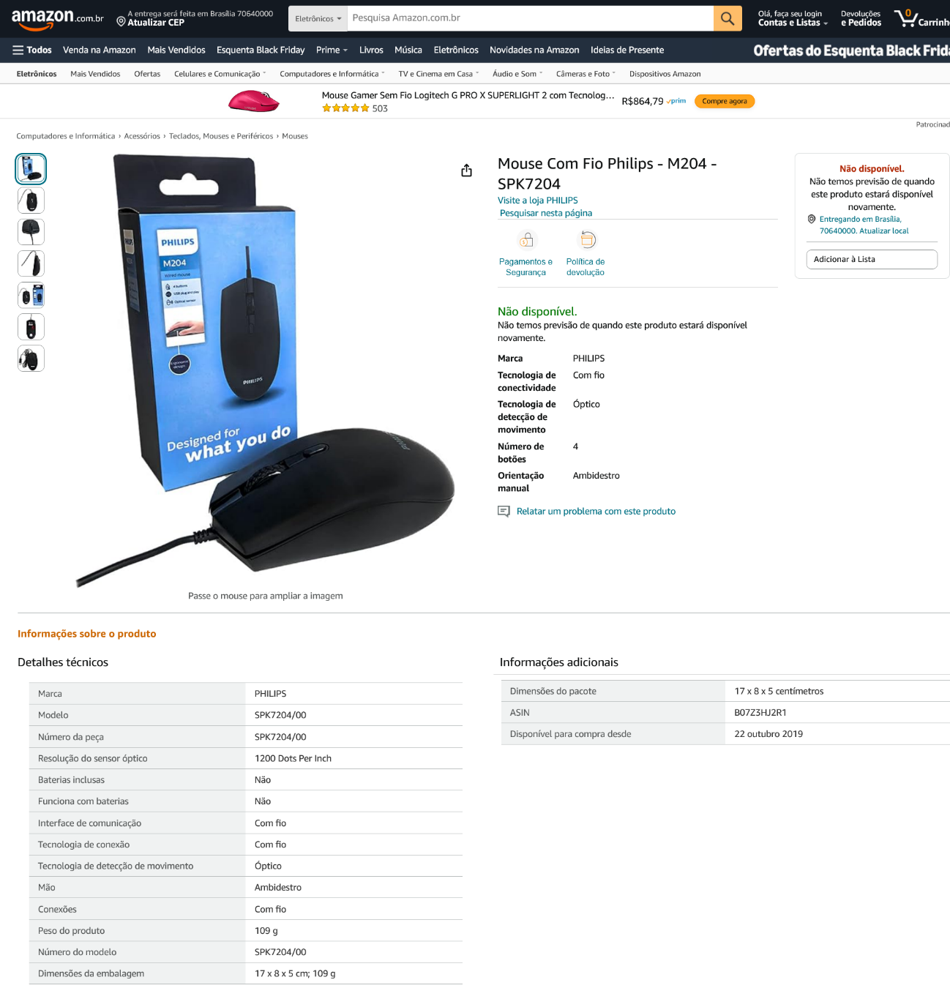 amazon.com.br
A entrega será feita em Brasília 70640000
Atualizar CEP
Eletrônicos
Pesquisa Amazon.com.br
Olá, faça seu login
Contas e Listas
Devoluções
e Pedidos
0
Carrinh
Todos
Venda na Amazon
Mais Vendidos
Esquenta Black Friday
Prime
Livros
Música
Eletrônicos
Novidades na Amazon
Ideias de Presente
Ofertas do Esquenta Black Frid
Eletrônicos
Mais Vendidos
Ofertas
Celulares e Comunicação
Computadores e Informática
TV e Cinema em Casa
Áudio e Som
Câmeras e Foto
Dispositivos Amazon
Mouse Gamer Sem Fio Logitech G PRO X SUPERLIGHT 2 com Tecnolog...
503
R$864,79
prim
Compre agora
Patrocinad
Computadores e Informática › Acessórios › Teclados, Mouses e Periféricos › Mouses
PHILIPS
M204
Wired mouse
4 buttons
USB plug and play
Optical sensor
Ergonomic
design
PHILIPS
Designed for
what you do
Passe o mouse para ampliar a imagem
Mouse Com Fio Philips - M204 -
SPK7204
Visite a loja PHILIPS
Pesquisar nesta página
Pagamentos e
Segurança
Política de
devolução
Não disponível.
Não temos previsão de quando este produto estará disponível
novamente.
Marca PHILIPS
Tecnologia de Com fio
conectividade
Tecnologia de Óptico
detecção de
movimento
Número de 4
botões
Orientação Ambidestro
manual
Relatar um problema com este produto
Não disponível.
Não temos previsão de quando
este produto estará disponível
novamente.
Entregando em Brasília,
70640000. Atualizar local
Adicionar à Lista
Informações sobre o produto
Detalhes técnicos
Marca PHILIPS
Modelo SPK7204/00
Número da peça SPK7204/00
Resolução do sensor óptico 1200 Dots Per Inch
Baterias inclusas Não
Funciona com baterias Não
Interface de comunicação Com fio
Tecnologia de conexão Com fio
Tecnologia de detecção de movimento Óptico
Mão Ambidestro
Conexões Com fio
Peso do produto 109 g
Número do modelo SPK7204/00
Dimensões da embalagem 17 x 8 x 5 cm; 109 g
Informações adicionais
Dimensões do pacote 17 x 8 x 5 centímetros
ASIN B07Z3HJ2R1
Disponível para compra desde 22 outubro 2019